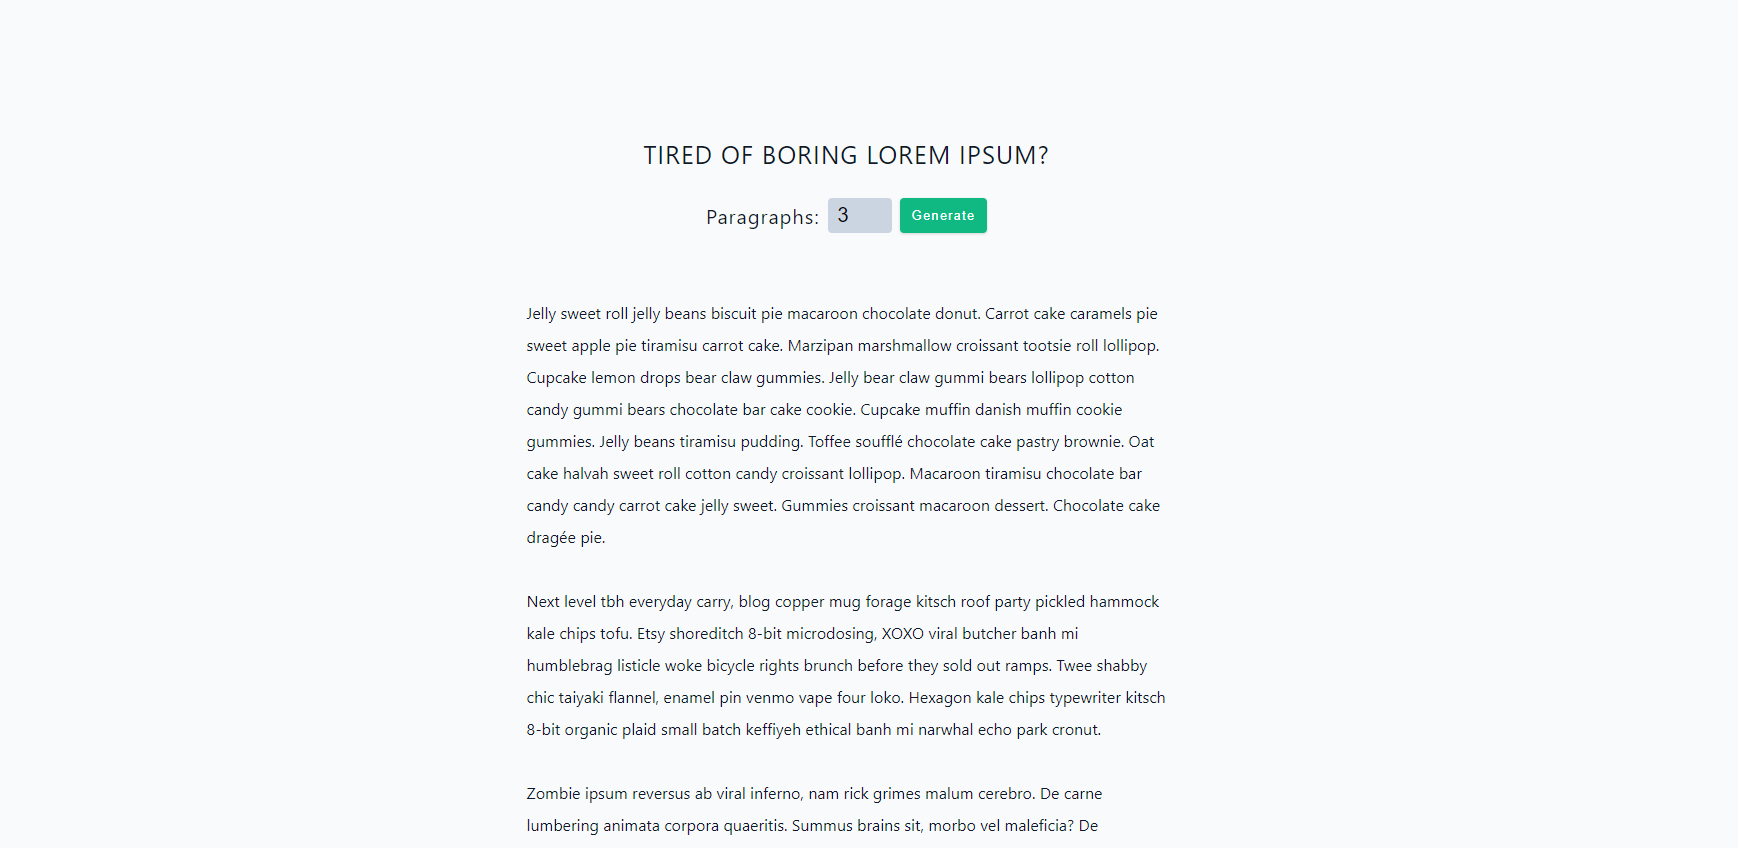 TIRED OF BORING LOREM IPSUM?
Paragraphs: 3 Generate
Jelly sweet roll jelly beans biscuit pie macaroon chocolate donut. Carrot cake caramels pie
sweet apple pie tiramisu carrot cake. Marzipan marshmallow croissant tootsie roll lollipop.
Cupcake lemon drops bear claw gummies. Jelly bear claw gummi bears lollipop cotton
candy gummi bears chocolate bar cake cookie. Cupcake muffin danish muffin cookie
gummies. Jelly beans tiramisu pudding. Toffee soufflé chocolate cake pastry brownie. Oat
cake halvah sweet roll cotton candy croissant lollipop. Macaroon tiramisu chocolate bar
candy candy carrot cake jelly sweet. Gummies croissant macaroon dessert. Chocolate cake
dragée pie.
Next level tbh everyday carry, blog copper mug forage kitsch roof party pickled hammock
kale chips tofu. Etsy shoreditch 8-bit microdosing, XOXO viral butcher banh mi
humblebrag listicle woke bicycle rights brunch before they sold out ramps. Twee shabby
chic taiyaki flannel, enamel pin venmo vape four loko. Hexagon kale chips typewriter kitsch
8-bit organic plaid small batch keffiyeh ethical banh mi narwhal echo park cronut.
Zombie ipsum reversus ab viral inferno, nam rick grimes malum cerebro. De carne
lumbering animata corpora quaeritis. Summus brains sit, morbo vel maleficia? De